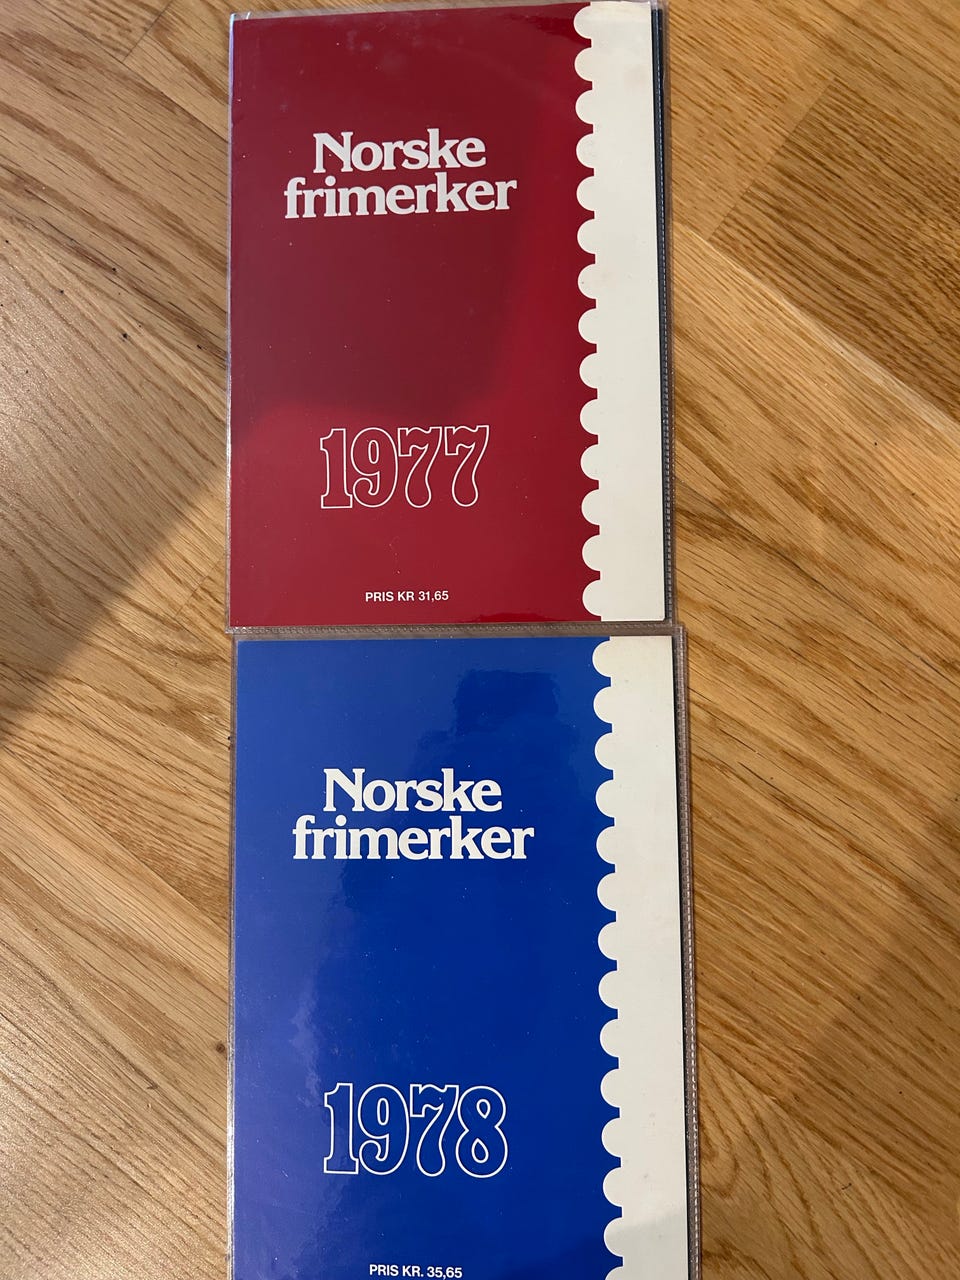 Norske
frimerker
1977
PRIS KR 31,65
Norske
frimerker
1978
PRIS KR. 35,65